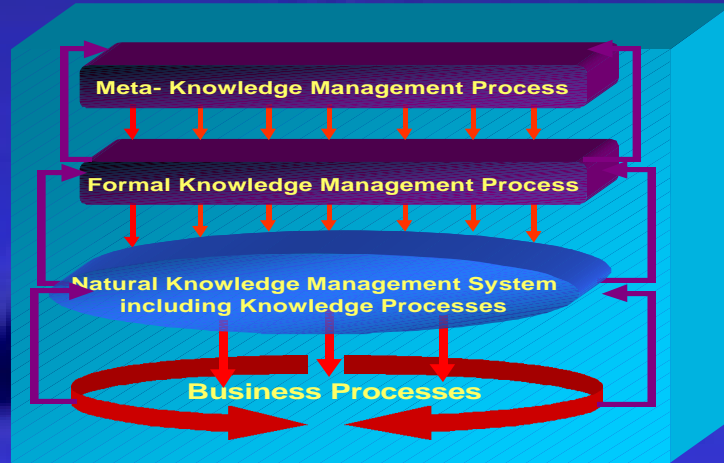 Meta- Knowledge Management Process
Formal Knowledge Management Process
Natural Knowledge Management System
including Knowledge Processes
Business Processes